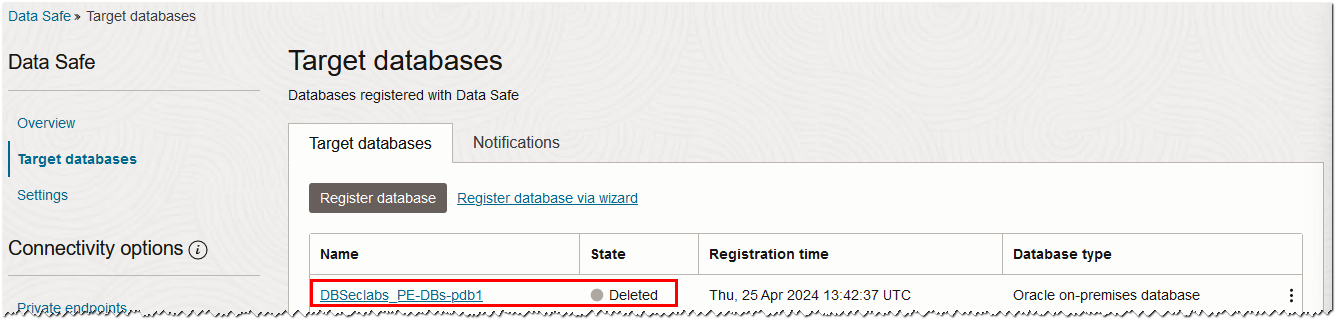 Data Safe » Target databases
Data Safe
Overview
Target databases
Settings
Connectivity options i
Private endpoints
Target databases
Databases registered with Data Safe
Target databases Notifications
Register database Register database via wizard
Name State Registration time Database type
DBSeclabs_PE-DBs-pdb1 Deleted Thu, 25 Apr 2024 13:42:37 UTC Oracle on-premises database